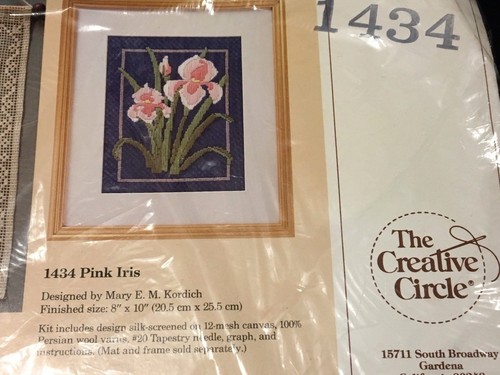 1434
1434 Pink Iris
Designed by Mary E. M. Kordich
Finished size: 8" x 10" (20.5 cm x 25.5 cm)
Kit includes design silk-screened on 12-mesh canvas, 100%
Persian wool yarns, #20 Tapestry needle, graph, and
instructions. (Mat and frame sold separately.)
The
Creative
Circle®
15711 South Broadway
Gardena
California